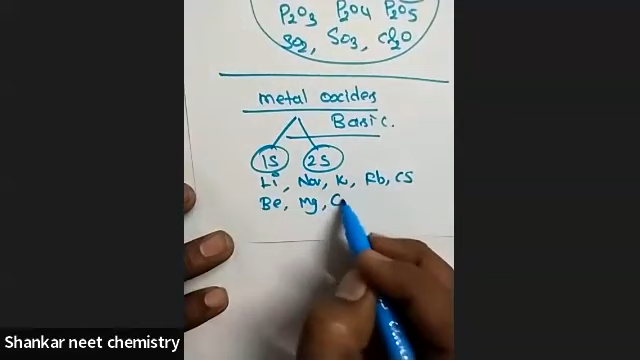 P2O3 P2O4 P2O5
SO2, SO3, Cl2O
metal oxides
Basic.
1S 2S
Li, Na, K, Rb, CS
Be, Mg, C
Shankar neet chemistry